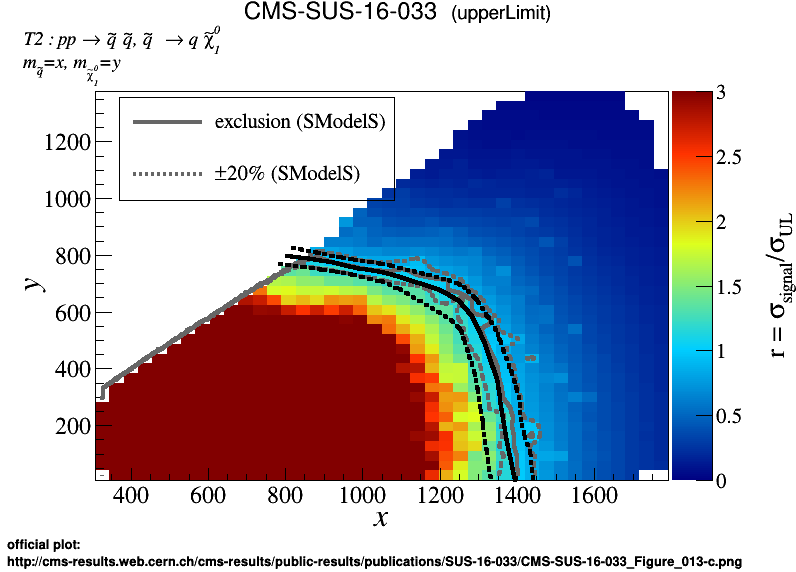 CMS-SUS-16-033 (upperLimit)
T2 : pp → q̃ q̃, q̃ → q χ̃⁰₁
m_q̃=x, m_χ̃⁰₁=y
exclusion (SModelS)
±20% (SModelS)
1200
1000
800
600
400
200
y
400 600 800 1000 1200 1400 1600
x
3
2.5
2
1.5
1
0.5
0
r = σ_signal/σ_UL
official plot:
http://cms-results.web.cern.ch/cms-results/public-results/publications/SUS-16-033/CMS-SUS-16-033_Figure_013-c.png